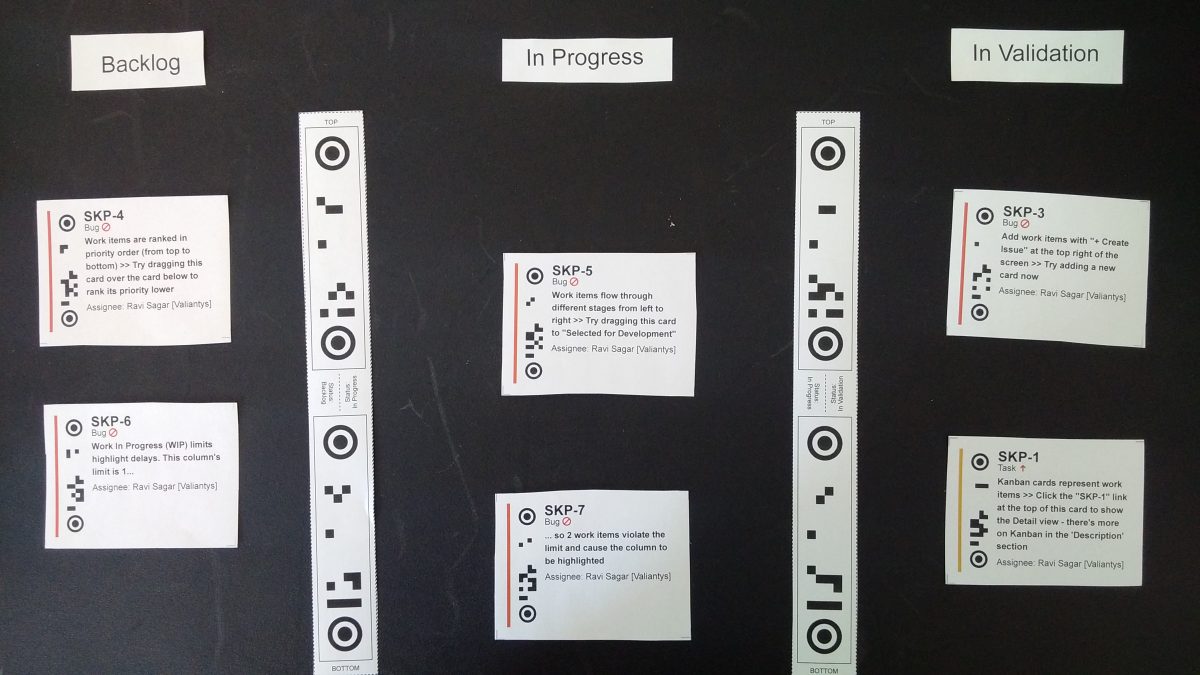 Backlog
In Progress
In Validation
TOP
TOP
SKP-4
Bug
Work items are ranked in
priority order (from top to
bottom) >> Try dragging this
card over the card below to
rank its priority lower
Assignee: Ravi Sagar [Valiantys]
SKP-6
Bug
Work In Progress (WIP) limits
highlight delays. This column's
limit is 1...
Assignee: Ravi Sagar [Valiantys]
Status:
Backlog
Status:
In Progress
BOTTOM
SKP-5
Bug
Work items flow through
different stages from left to
right >> Try dragging this card
to "Selected for Development"
Assignee: Ravi Sagar [Valiantys]
SKP-7
Bug
... so 2 work items violate the
limit and cause the column to
be highlighted
Assignee: Ravi Sagar [Valiantys]
Status:
In Progress
Status:
In Validation
BOTTOM
SKP-3
Bug
Add work items with "+ Create
Issue" at the top right of the
screen >> Try adding a new
card now
Assignee: Ravi Sagar [Valiantys]
SKP-1
Task
Kanban cards represent work
items >> Click the "SKP-1" link
at the top of this card to show
the Detail view - there's more
on Kanban in the 'Description'
section
Assignee: Ravi Sagar [Valiantys]